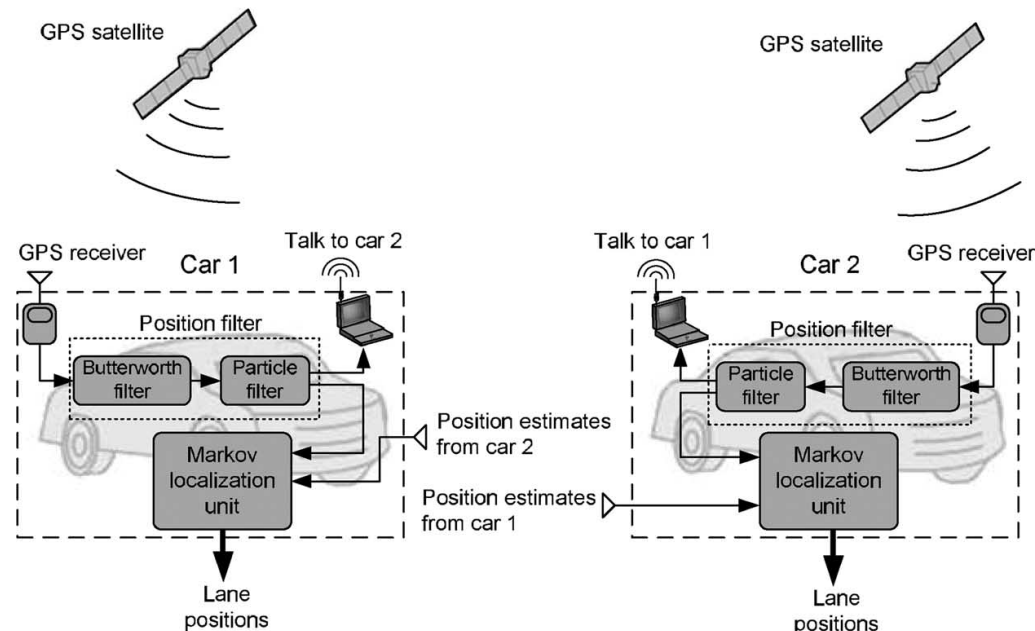 GPS satellite
GPS satellite
GPS receiver
Car 1
Talk to car 2
Position filter
Butterworth
filter
Particle
filter
Markov
localization
unit
Position estimates
from car 2
Lane
positions
Talk to car 1
Car 2
GPS receiver
Position filter
Particle
filter
Butterworth
filter
Markov
localization
unit
Position estimates
from car 1
Lane
positions